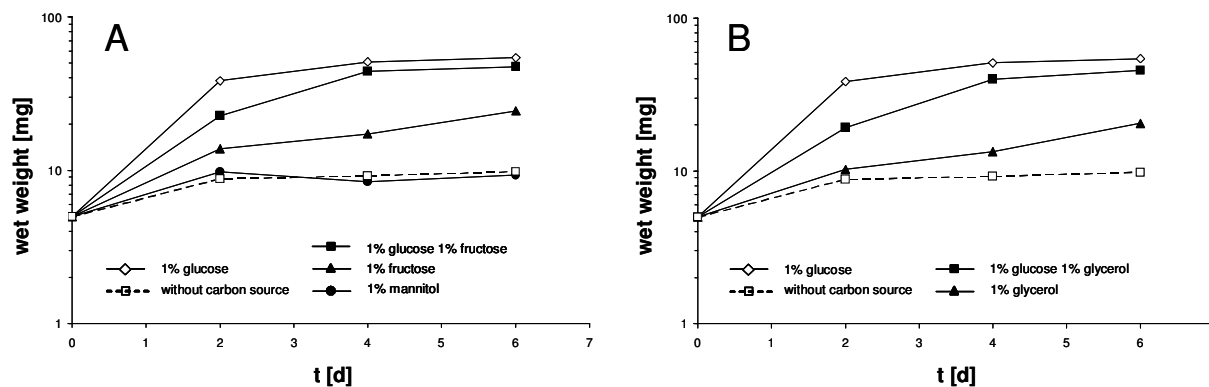 A
100
10
1
wet weight [mg]
1% glucose 1% fructose
1% glucose
1% fructose
without carbon source
1% mannitol
0 1 2 3 4 5 6 7
t [d]
B
100
10
1
wet weight [mg]
1% glucose
1% glucose 1% glycerol
without carbon source
1% glycerol
0 1 2 3 4 5 6
t [d]